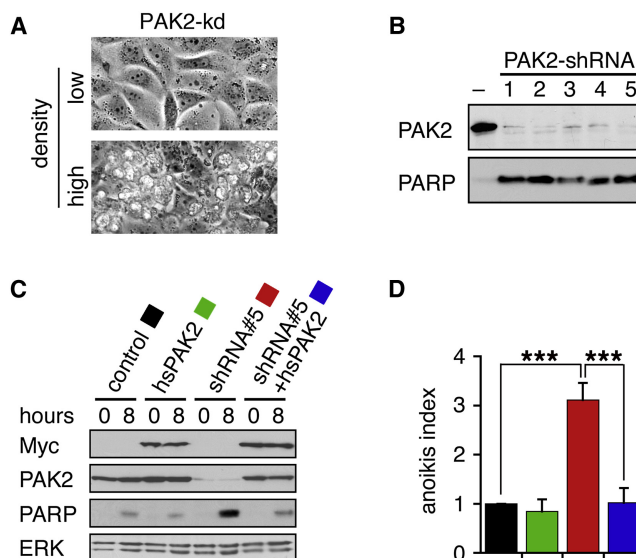 A
PAK2-kd
density
low
high
B
PAK2-shRNA
– 1 2 3 4 5
PAK2
PARP
C
control
hsPAK2
shRNA#5
shRNA#5
+hsPAK2
hours 0 8 0 8 0 8 0 8
Myc
PAK2
PARP
ERK
D
anoikis index
4
3
2
1
0
***
***